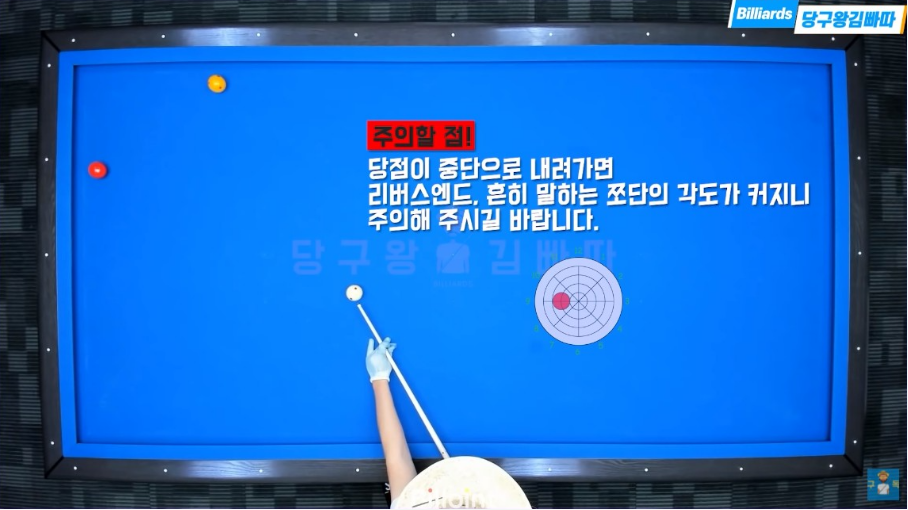 Billiards
당구왕김빠따
주의할 점!
당점이 중단으로 내려가면
리버스엔드, 흔히 말하는 쪼단의 각도가 커지니
주의해 주시길 바랍니다.
당구왕 김빠따
BILLIARDS